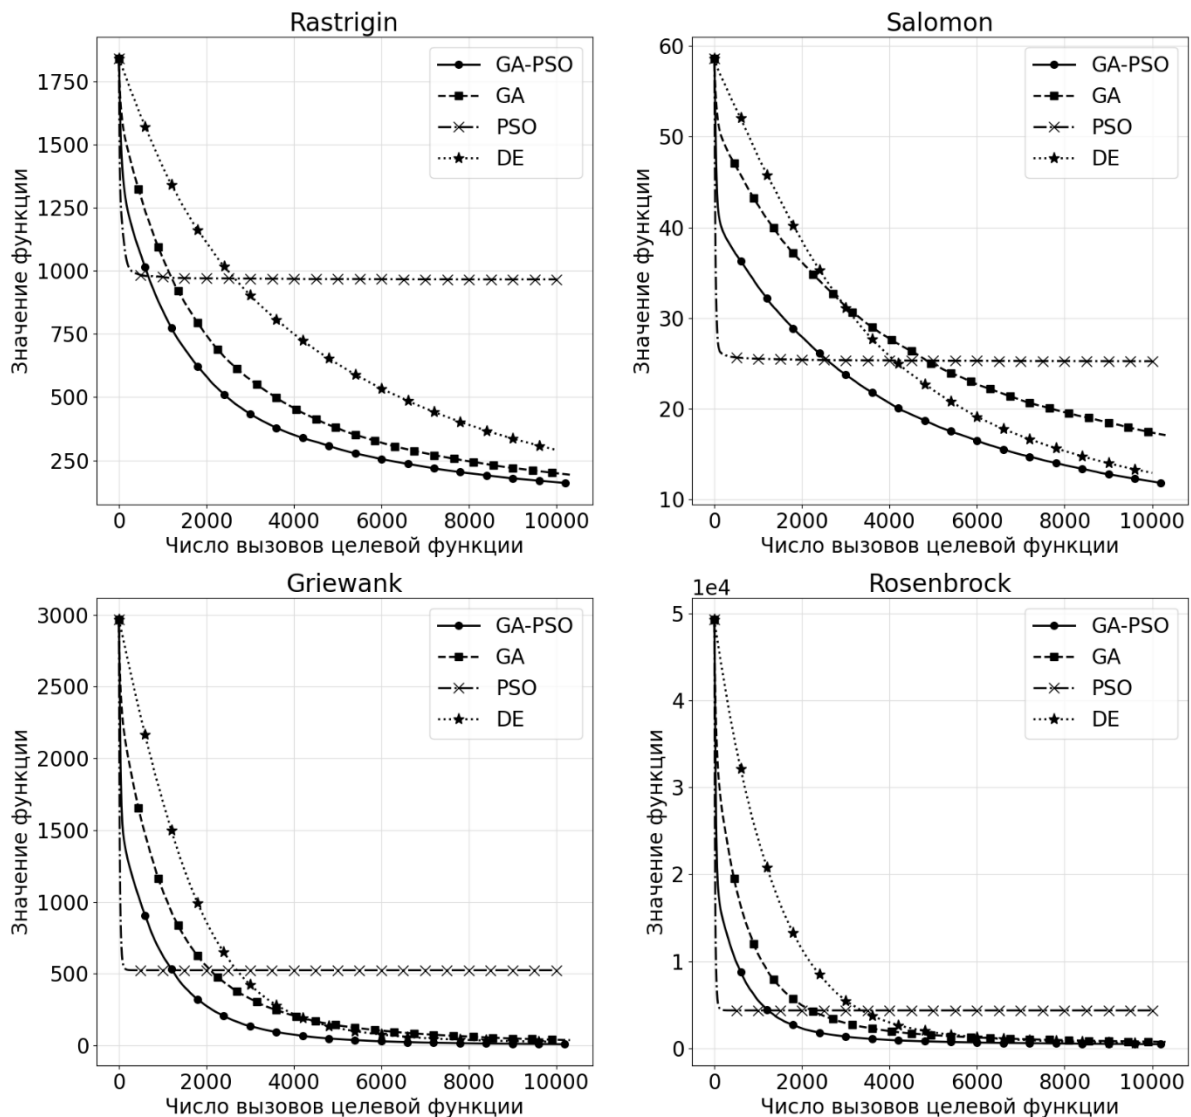 Rastrigin
Значение функции
1750
1500
1250
1000
750
500
250
0 2000 4000 6000 8000 10000
Число вызовов целевой функции
GA-PSO
GA
PSO
DE
Salomon
Значение функции
60
50
40
30
20
10
0 2000 4000 6000 8000 10000
Число вызовов целевой функции
GA-PSO
GA
PSO
DE
Griewank
Значение функции
3000
2500
2000
1500
1000
500
0
0 2000 4000 6000 8000 10000
Число вызовов целевой функции
GA-PSO
GA
PSO
DE
Rosenbrock
1e4
Значение функции
5
4
3
2
1
0
0 2000 4000 6000 8000 10000
Число вызовов целевой функции
GA-PSO
GA
PSO
DE